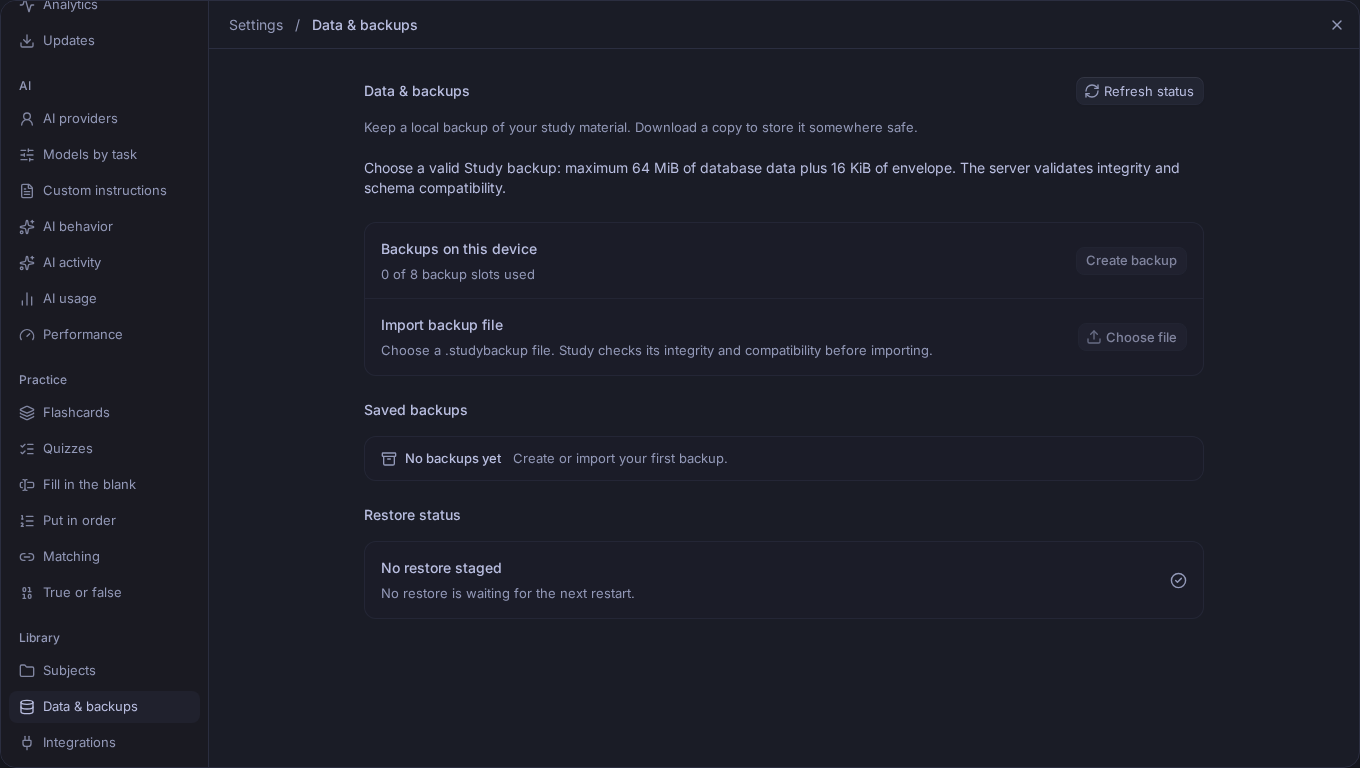 Analytics
Updates
AI
AI providers
Models by task
Custom instructions
AI behavior
AI activity
AI usage
Performance
Practice
Flashcards
Quizzes
Fill in the blank
Put in order
Matching
True or false
Library
Subjects
Data & backups
Integrations
Settings / Data & backups
Data & backups
Refresh status
Keep a local backup of your study material. Download a copy to store it somewhere safe.
Choose a valid Study backup: maximum 64 MiB of database data plus 16 KiB of envelope. The server validates integrity and
schema compatibility.
Backups on this device
0 of 8 backup slots used
Create backup
Import backup file
Choose a .studybackup file. Study checks its integrity and compatibility before importing.
Choose file
Saved backups
No backups yet Create or import your first backup.
Restore status
No restore staged
No restore is waiting for the next restart.